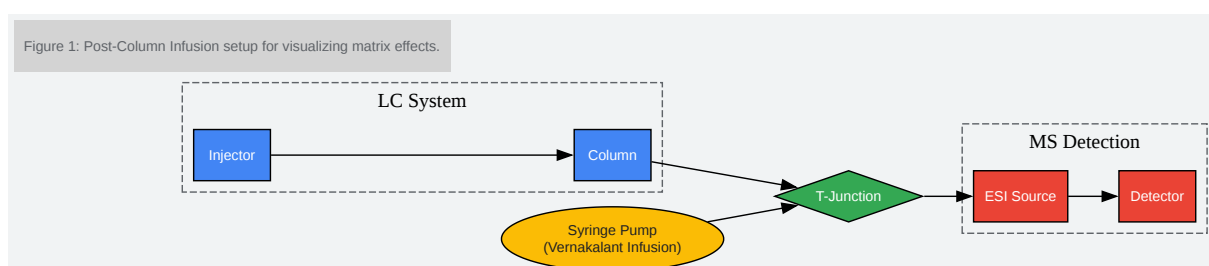 Figure 1: Post-Column Infusion setup for visualizing matrix effects.
LC System
Injector
Column
Syringe Pump
(Vernakalant Infusion)
T-Junction
MS Detection
ESI Source
Detector